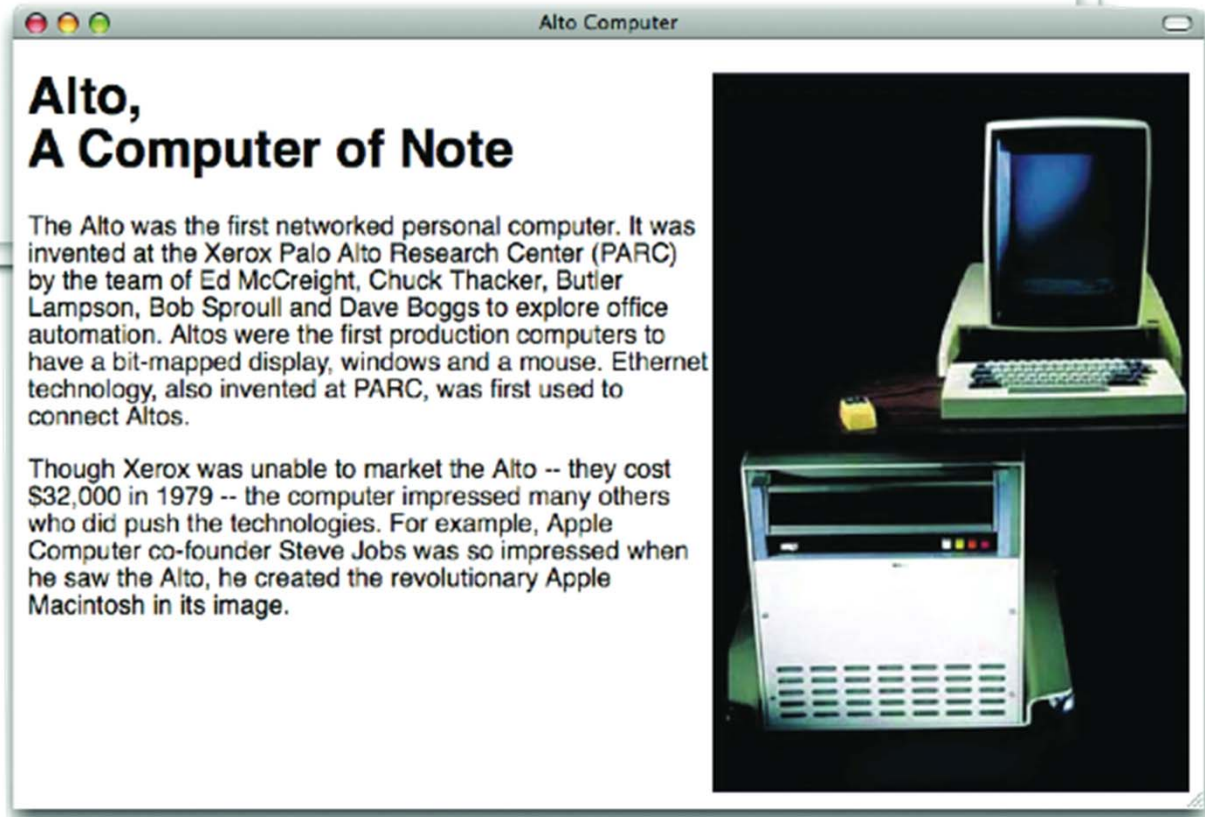 Alto Computer
Alto,
A Computer of Note
The Alto was the first networked personal computer. It was
invented at the Xerox Palo Alto Research Center (PARC)
by the team of Ed McCreight, Chuck Thacker, Butler
Lampson, Bob Sproull and Dave Boggs to explore office
automation. Altos were the first production computers to
have a bit-mapped display, windows and a mouse. Ethernet
technology, also invented at PARC, was first used to
connect Altos.
Though Xerox was unable to market the Alto -- they cost
$32,000 in 1979 -- the computer impressed many others
who did push the technologies. For example, Apple
Computer co-founder Steve Jobs was so impressed when
he saw the Alto, he created the revolutionary Apple
Macintosh in its image.